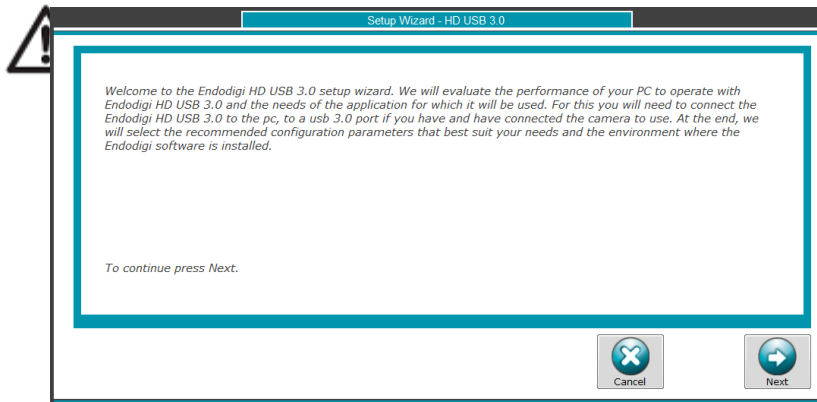 Setup Wizard - HD USB 3.0
Welcome to the Endodigi HD USB 3.0 setup wizard. We will evaluate the performance of your PC to operate with
Endodigi HD USB 3.0 and the needs of the application for which it will be used. For this you will need to connect the
Endodigi HD USB 3.0 to the pc, to a usb 3.0 port if you have and have connected the camera to use. At the end, we
will select the recommended configuration parameters that best suit your needs and the environment where the
Endodigi software is installed.
To continue press Next.
Cancel
Next